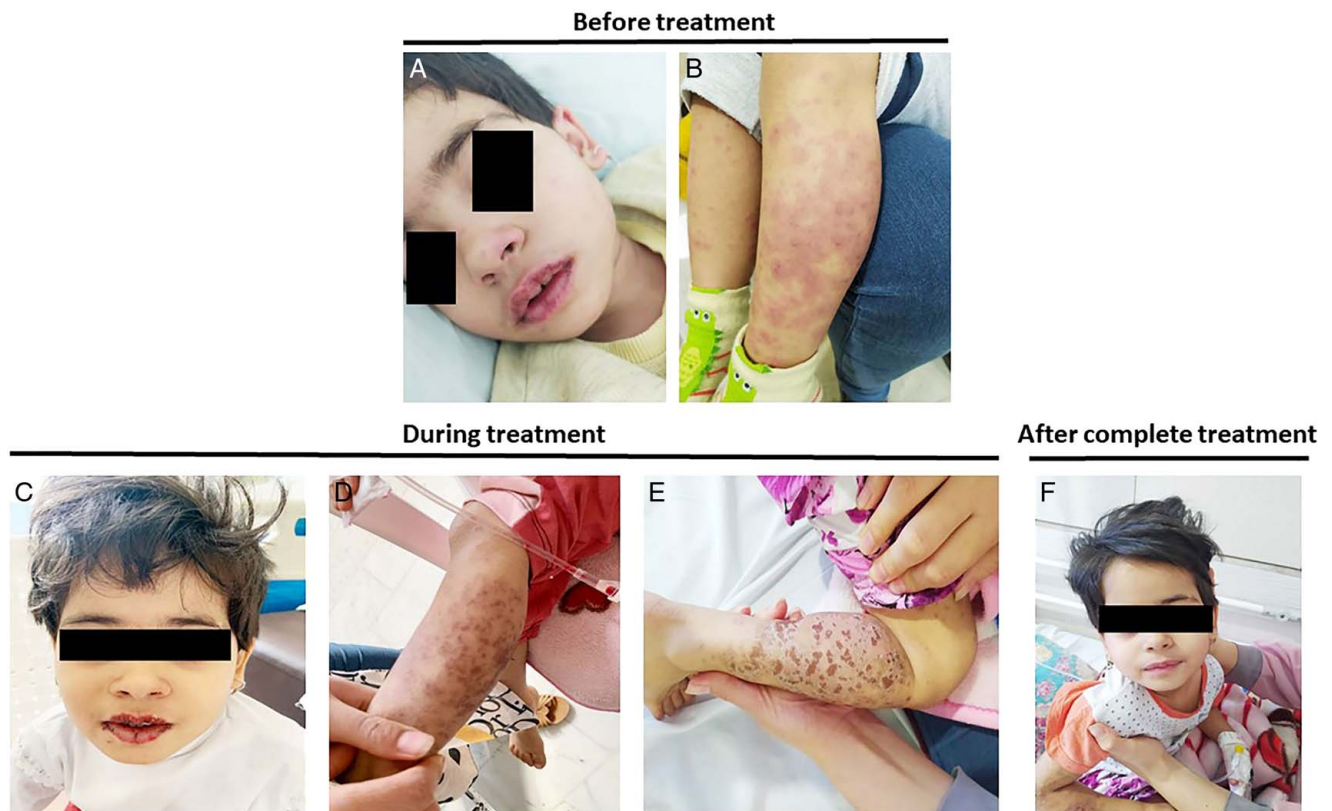 Before treatment
A
B
During treatment
After complete treatment
C
D
E
F